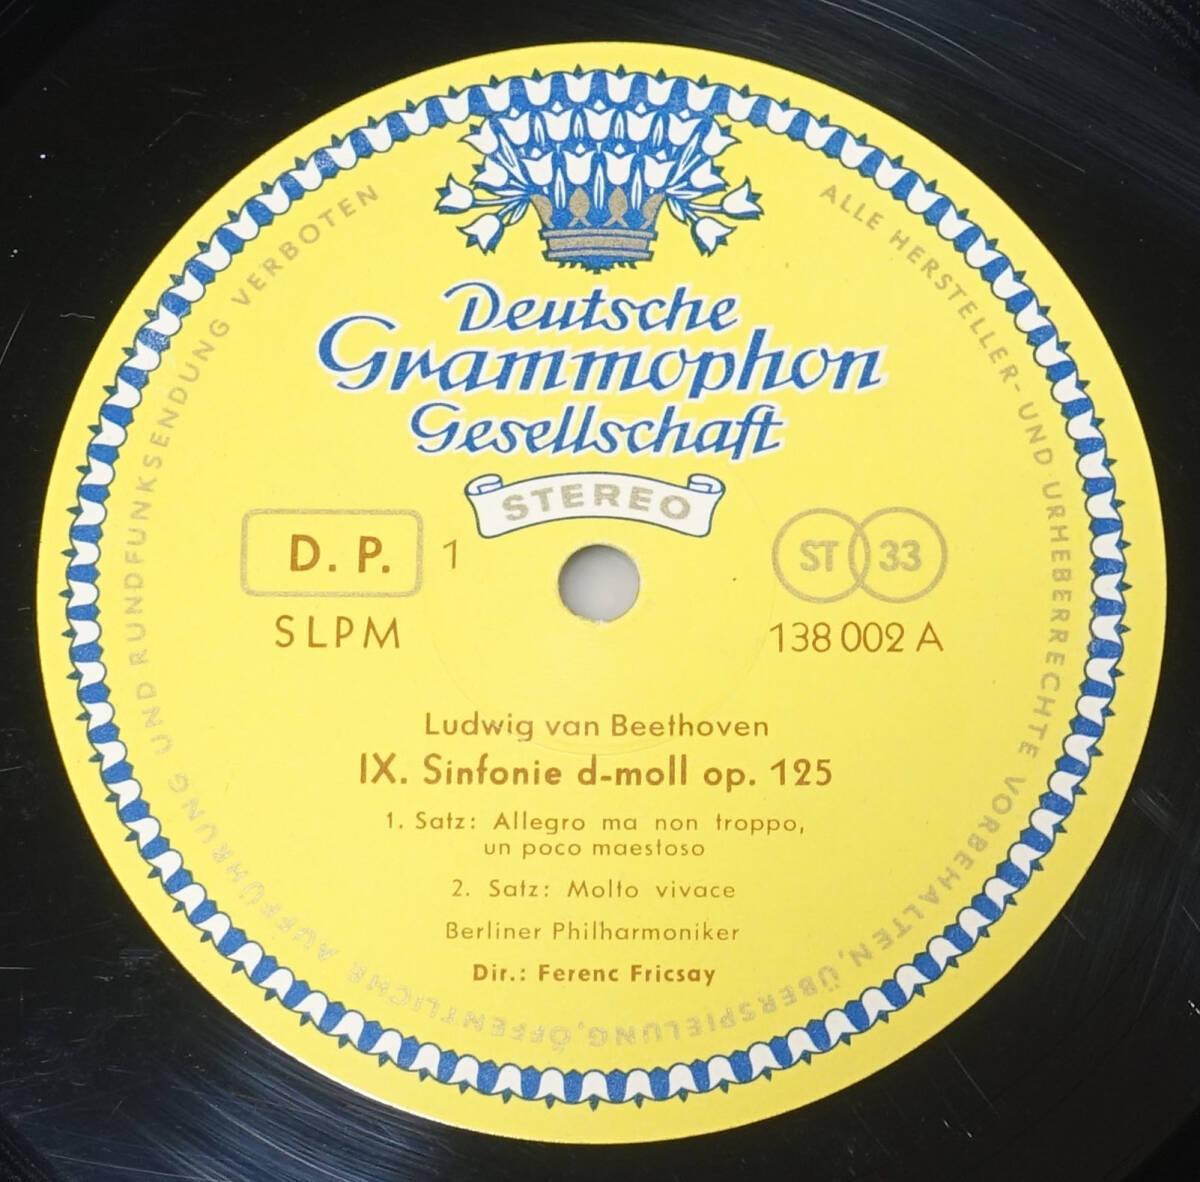 Deutsche
Grammophon
Gesellschaft
STEREO
D. P. 1
ST 33
SLPM
138 002 A
Ludwig van Beethoven
IX. Sinfonie d-moll op. 125
1. Satz: Allegro ma non troppo,
un poco maestoso
2. Satz: Molto vivace
Berliner Philharmoniker
Dir.: Ferenc Fricsay
ALLE HERSTELLER- UND URHEBERRECHTE VORBEHALTEN, ÜBERSPIELUNG, ÖFFENTLICHE AUFFÜHRUNG UND RUNDFUNKSENDUNG VERBOTEN